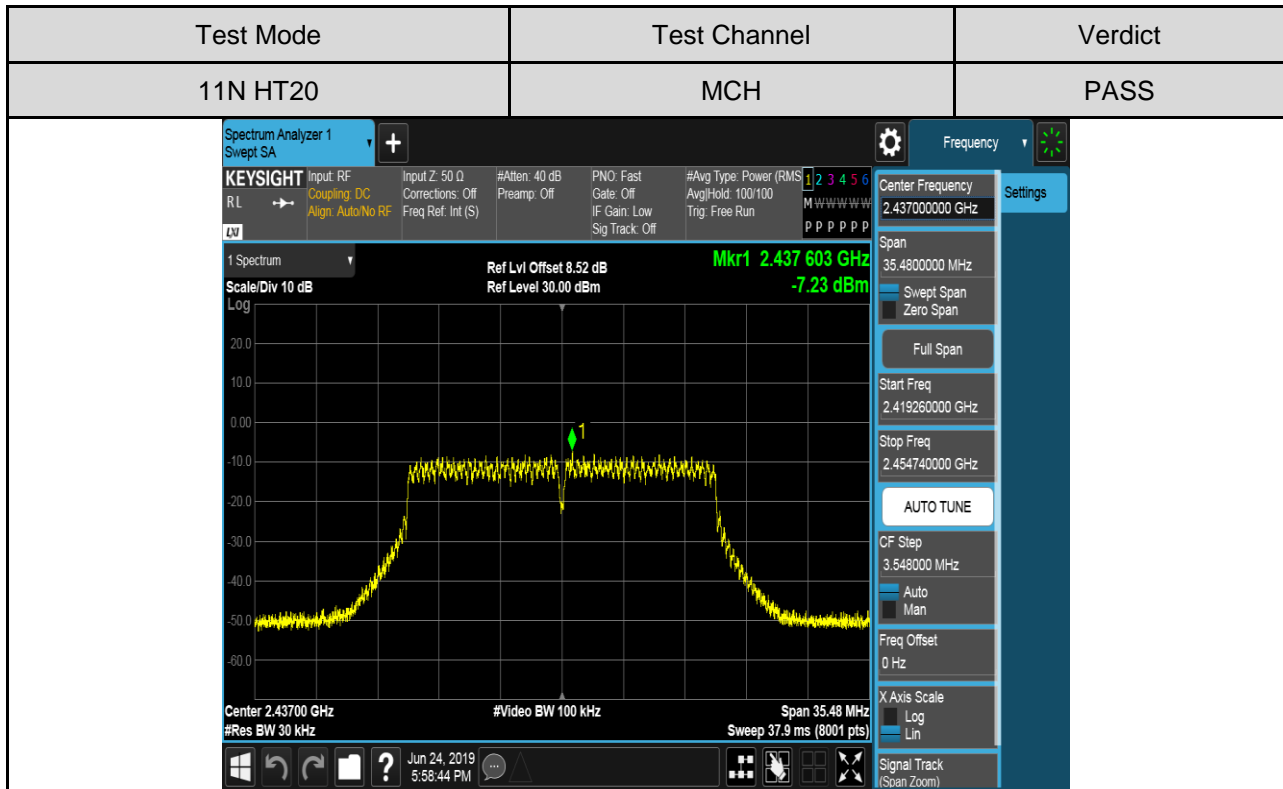 Test Mode Test Channel Verdict
11N HT20 MCH PASS
Spectrum Analyzer 1
Swept SA
+
Frequency
KEYSIGHT
RL
LXI
Input: RF
Coupling: DC
Align: Auto/No RF
Input Z: 50 Ω
Corrections: Off
Freq Ref: Int (S)
#Atten: 40 dB
Preamp: Off
PNO: Fast
Gate: Off
IF Gain: Low
Sig Track: Off
#Avg Type: Power (RMS
Avg|Hold: 100/100
Trig: Free Run
1 2 3 4 5 6
M W W W W W
P P P P P P
1 Spectrum
Scale/Div 10 dB
Ref Lvl Offset 8.52 dB
Ref Level 30.00 dBm
Mkr1 2.437 603 GHz
-7.23 dBm
Log
20.0
10.0
0.00
1
-10.0
-20.0
-30.0
-40.0
-50.0
-60.0
Center 2.43700 GHz
#Res BW 30 kHz
#Video BW 100 kHz
Span 35.48 MHz
Sweep 37.9 ms (8001 pts)
?
Jun 24, 2019
5:58:44 PM
Center Frequency
2.437000000 GHz
Settings
Span
35.4800000 MHz
Swept Span
Zero Span
Full Span
Start Freq
2.419260000 GHz
Stop Freq
2.454740000 GHz
AUTO TUNE
CF Step
3.548000 MHz
Auto
Man
Freq Offset
0 Hz
X Axis Scale
Log
Lin
Signal Track
(Span Zoom)